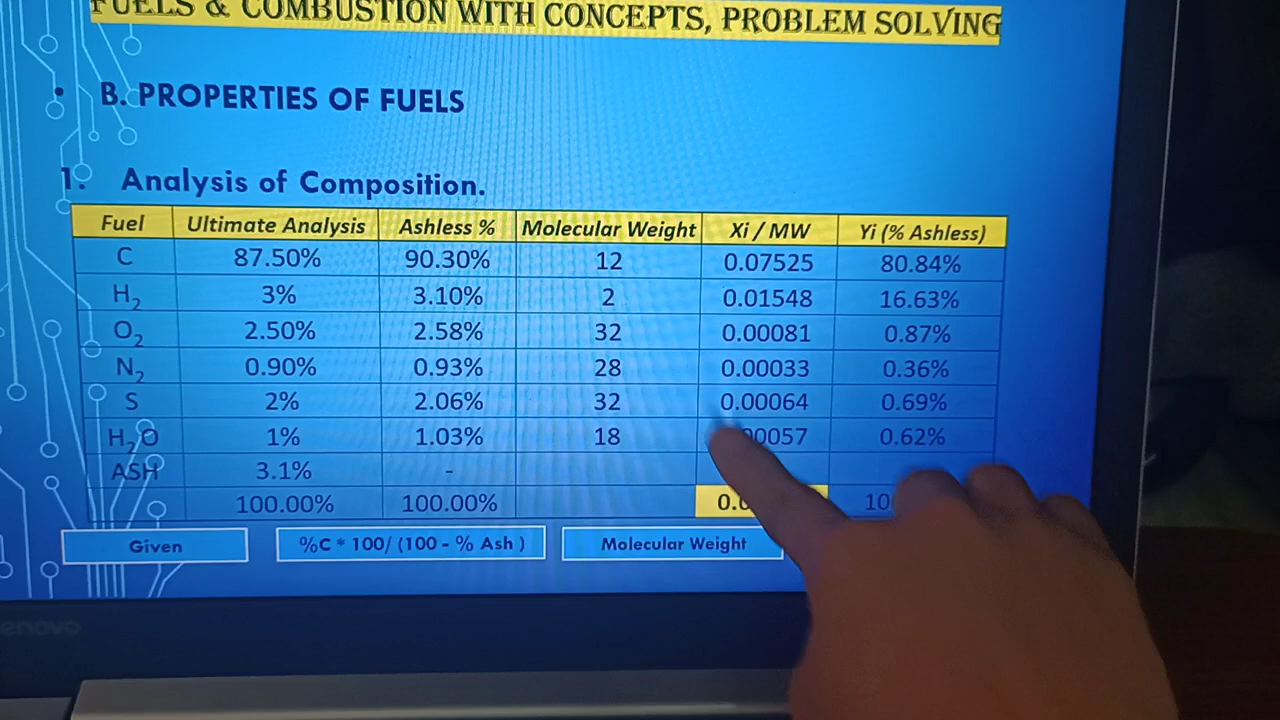 FUELS & COMBUSTION WITH CONCEPTS, PROBLEM SOLVING
• B. PROPERTIES OF FUELS
1. Analysis of Composition.
Fuel Ultimate Analysis Ashless % Molecular Weight Xi / MW Yi (% Ashless)
C 87.50% 90.30% 12 0.07525 80.84%
H2 3% 3.10% 2 0.01548 16.63%
O2 2.50% 2.58% 32 0.00081 0.87%
N2 0.90% 0.93% 28 0.00033 0.36%
S 2% 2.06% 32 0.00064 0.69%
H2O 1% 1.03% 18 0.62%
ASH 3.1% -
100.00% 100.00%
Given %C * 100/ (100 - % Ash ) Molecular Weight
enovo